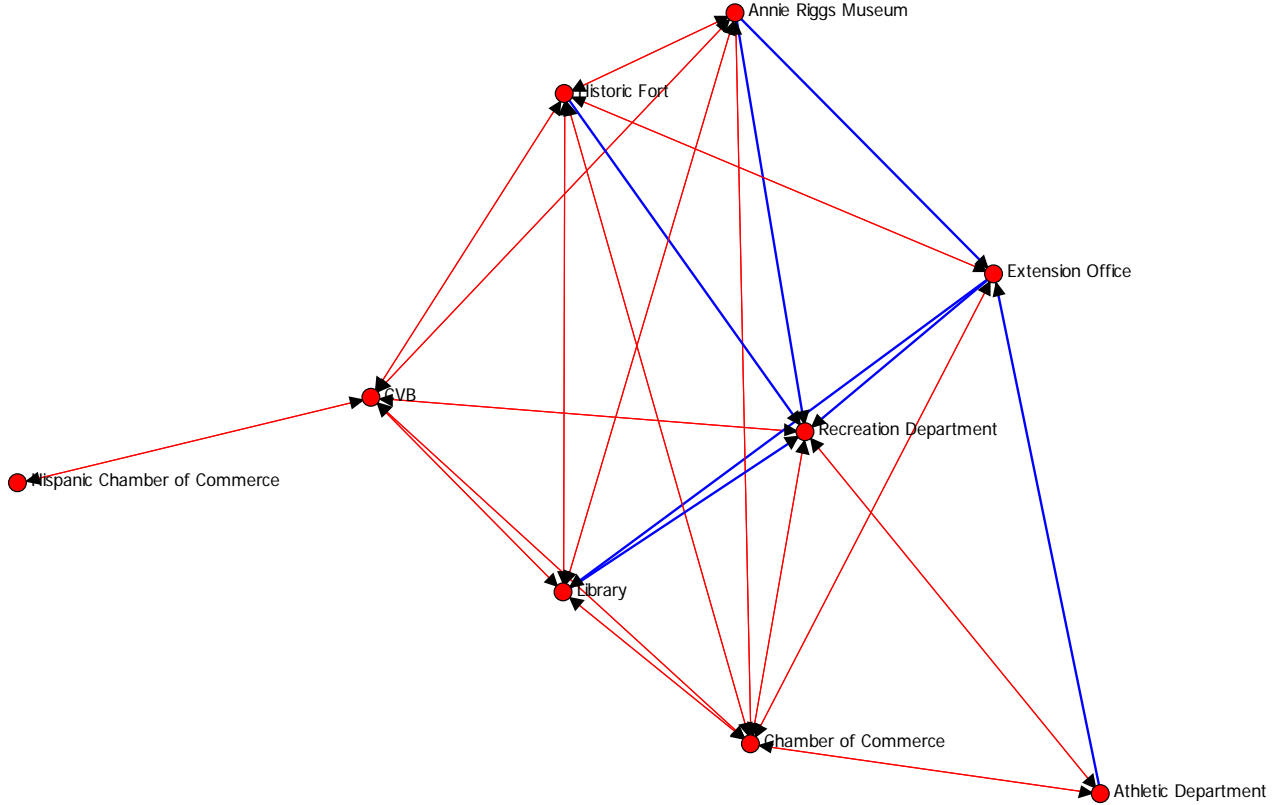 Annie Riggs Museum
Historic Fort
Extension Office
CVB
Recreation Department
Hispanic Chamber of Commerce
Library
Chamber of Commerce
Athletic Department